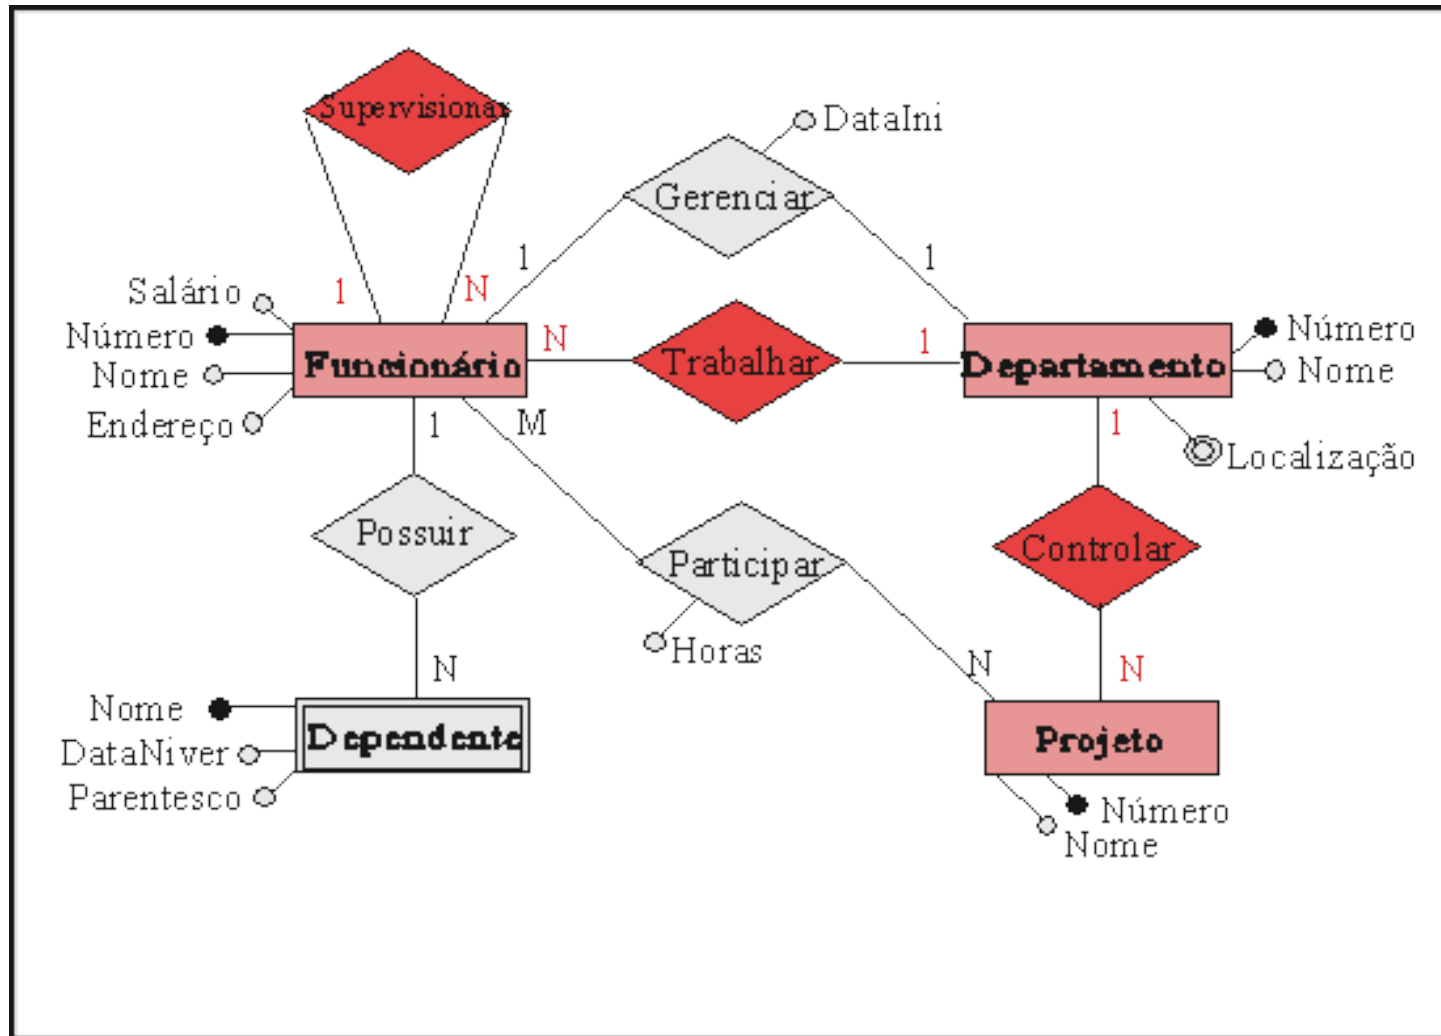 Supervisionar
DataIni
Gerenciar
1
1
Salário
1
N
Número
Nome
Endereço
Funcionário
N
Trabalhar
1
Departamento
Número
Nome
Localização
1
M
1
Possuir
Participar
Controlar
Horas
N
N
N
Nome
DataNiver
Parentesco
Dependente
Projeto
Número
Nome